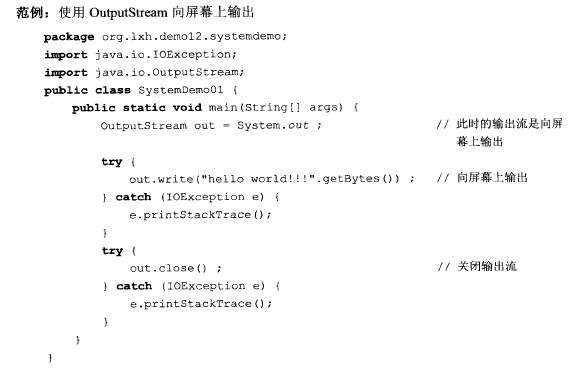 范例：使用 OutputStream 向屏幕上输出
package org.lxh.demo12.systemdemo;
import java.io.IOException;
import java.io.OutputStream;
public class SystemDemo01 {
public static void main(String[] args) {
OutputStream out = System.out ; // 此时的输出流是向屏
幕上输出
try {
out.write("hello world!!!".getBytes()) ; // 向屏幕上输出
} catch (IOException e) {
e.printStackTrace();
}
try {
out.close() ; // 关闭输出流
} catch (IOException e) {
e.printStackTrace();
}
}
}